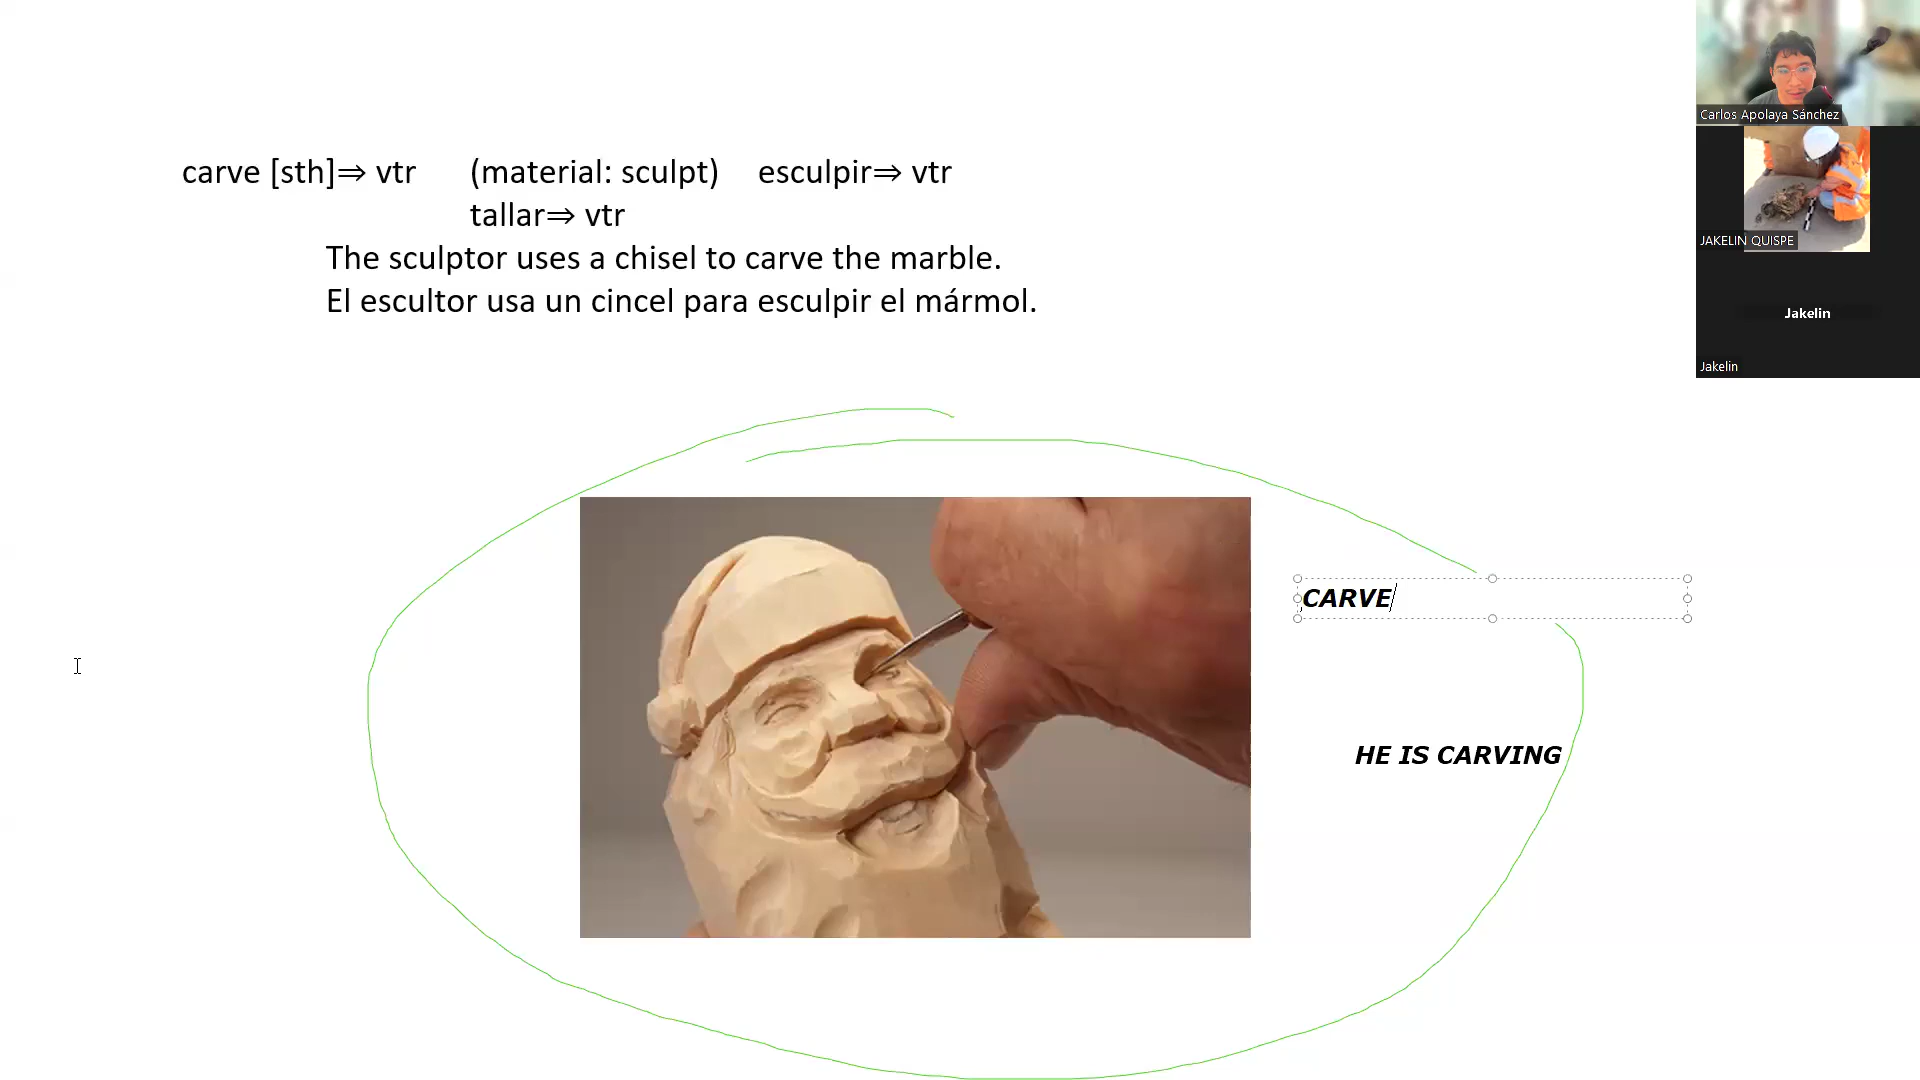 carve [sth]⇒ vtr (material: sculpt) esculpir⇒ vtr
tallar⇒ vtr
The sculptor uses a chisel to carve the marble.
El escultor usa un cincel para esculpir el mármol.
CARVE
HE IS CARVING
Carlos Apolaya Sánchez
JAKELIN QUISPE
Jakelin
Jakelin